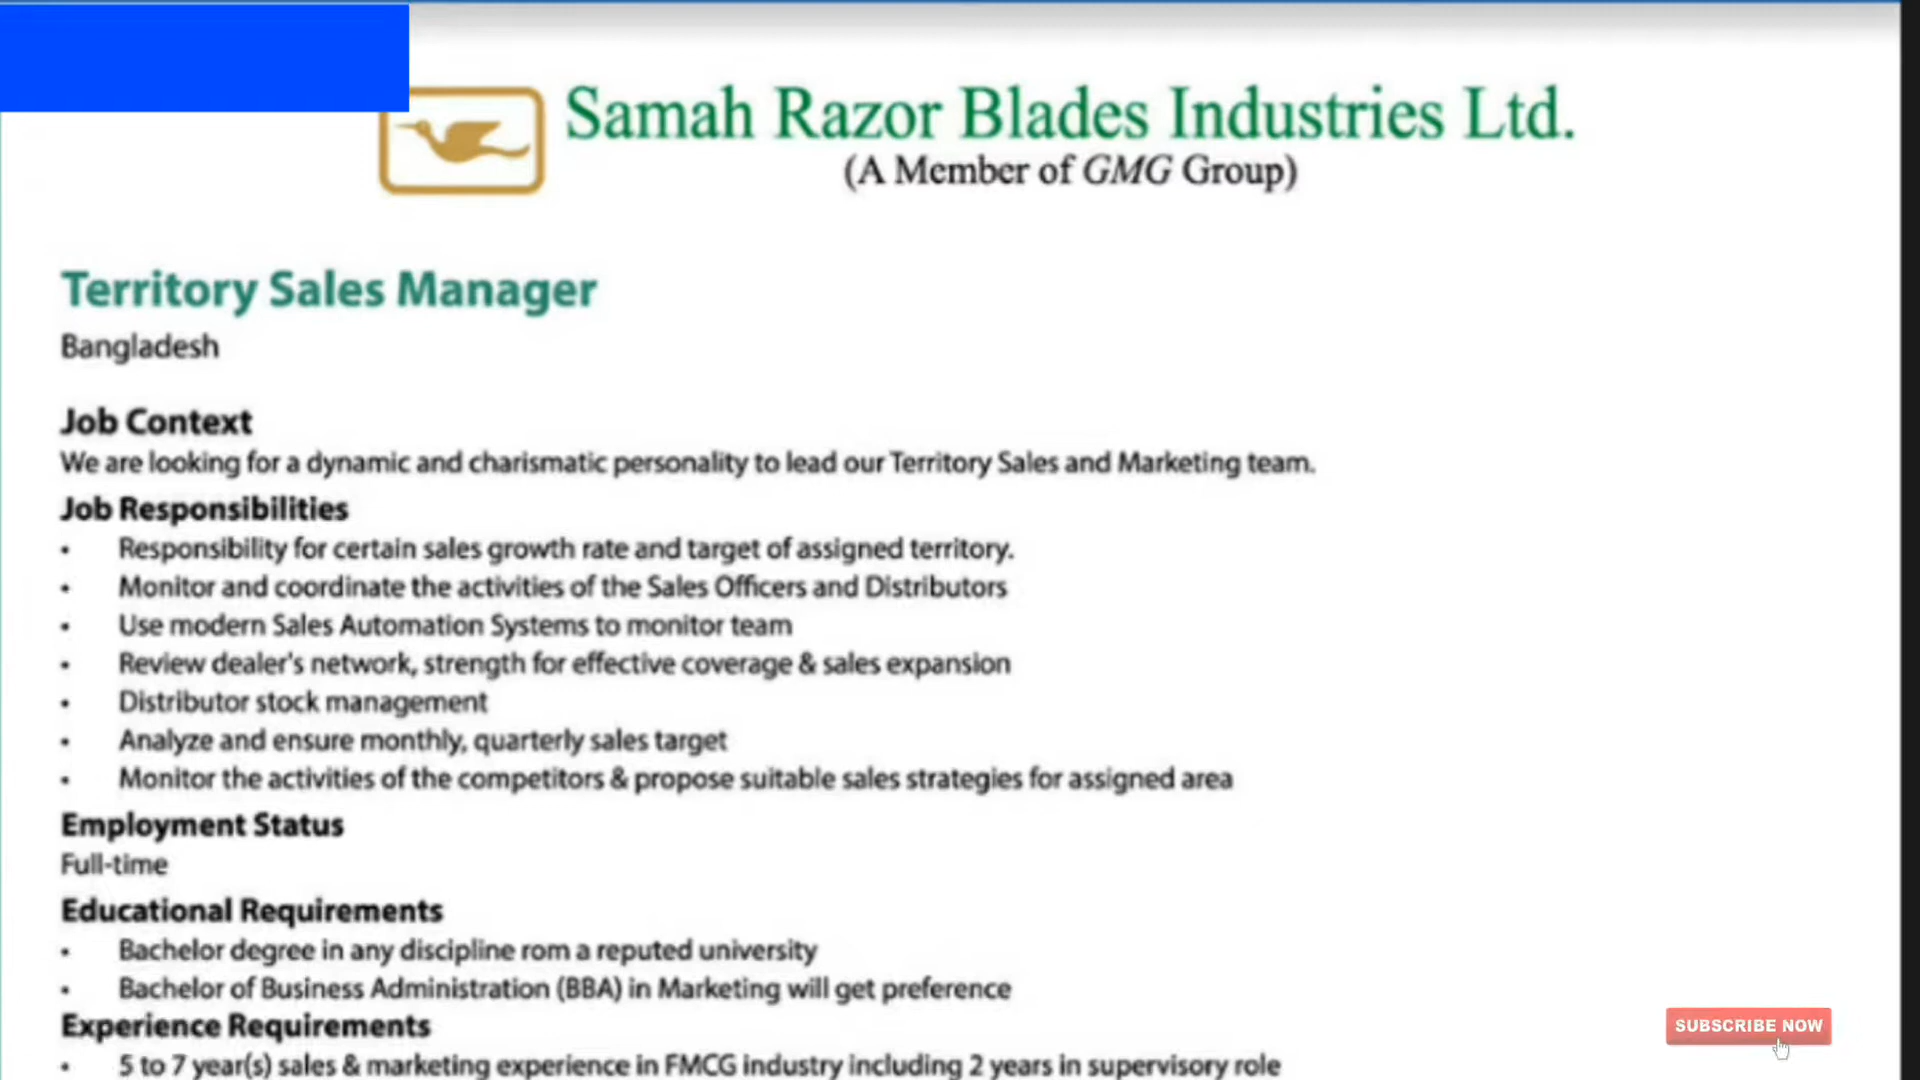 Samah Razor Blades Industries Ltd.
(A Member of GMG Group)
Territory Sales Manager
Bangladesh
Job Context
We are looking for a dynamic and charismatic personality to lead our Territory Sales and Marketing team.
Job Responsibilities
• Responsibility for certain sales growth rate and target of assigned territory.
• Monitor and coordinate the activities of the Sales Officers and Distributors
• Use modern Sales Automation Systems to monitor team
• Review dealer's network, strength for effective coverage & sales expansion
• Distributor stock management
• Analyze and ensure monthly, quarterly sales target
• Monitor the activities of the competitors & propose suitable sales strategies for assigned area
Employment Status
Full-time
Educational Requirements
• Bachelor degree in any discipline rom a reputed university
• Bachelor of Business Administration (BBA) in Marketing will get preference
Experience Requirements
• 5 to 7 year(s) sales & marketing experience in FMCG industry including 2 years in supervisory role
SUBSCRIBE NOW